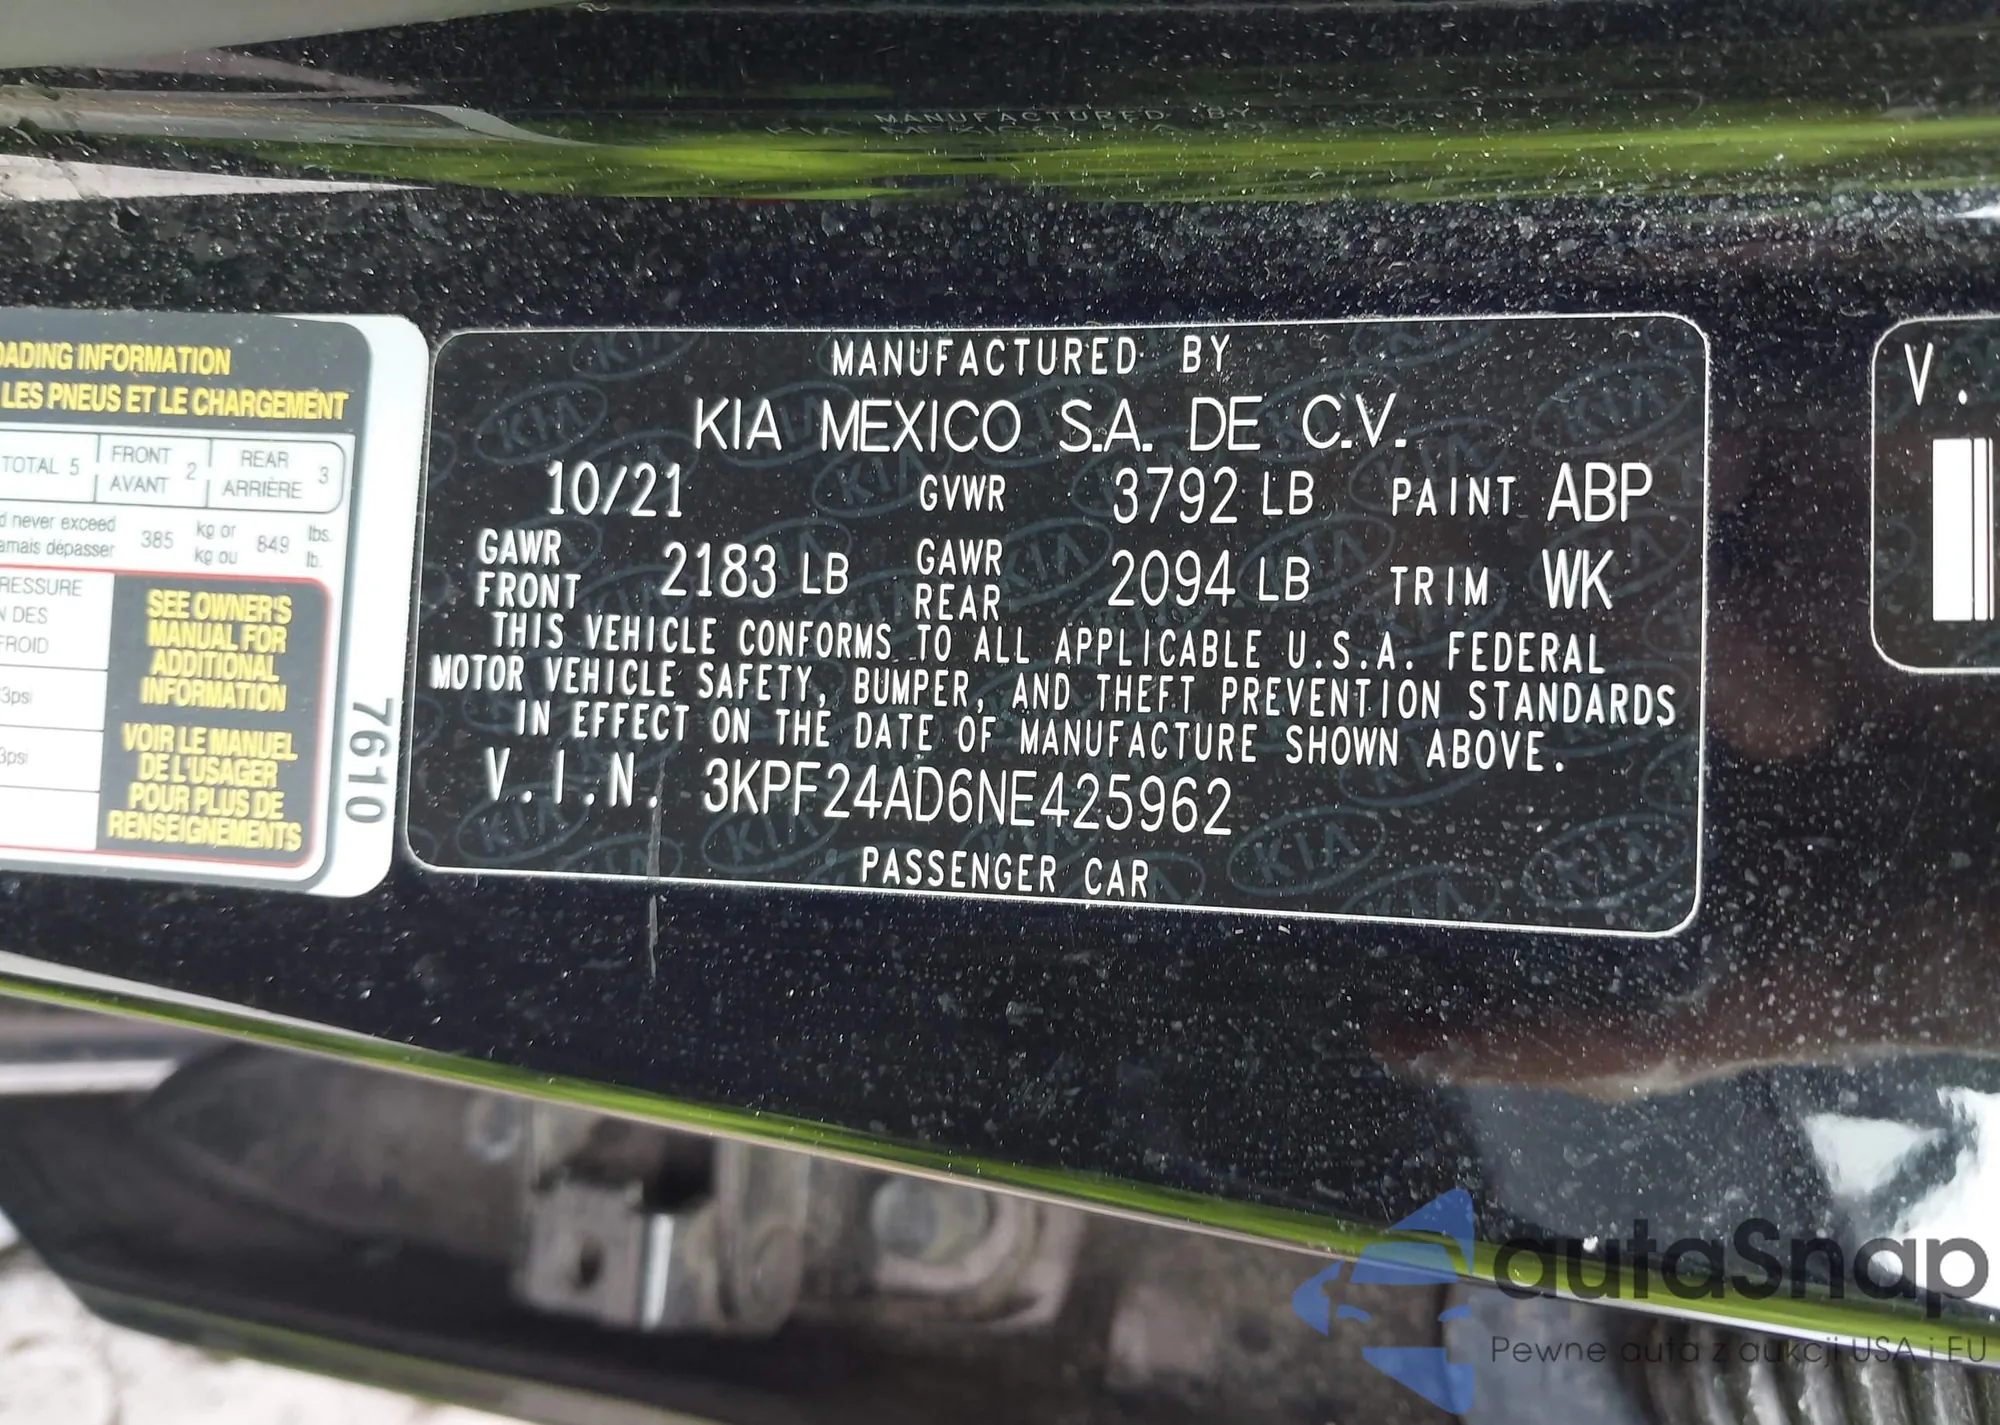 MANUFACTURED BY
KIA MEXICO S.A. DE C.V.
10/21 GVWR 3792 LB PAINT ABP
GAWR FRONT 2183 LB GAWR REAR 2094 LB TRIM WK
THIS VEHICLE CONFORMS TO ALL APPLICABLE U.S.A. FEDERAL
MOTOR VEHICLE SAFETY, BUMPER, AND THEFT PREVENTION STANDARDS
IN EFFECT ON THE DATE OF MANUFACTURE SHOWN ABOVE.
V.I.N. 3KPF24AD6NE425962
PASSENGER CAR
OADING INFORMATION
LES PNEUS ET LE CHARGEMENT
TOTAL 5 FRONT AVANT 2 REAR ARRIÈRE 3
d never exceed 385 kg or 849 lbs.
amais dépasser kg ou lb.
RESSURE
N DES
FROID
3psi
3psi
SEE OWNER'S
MANUAL FOR
ADDITIONAL
INFORMATION
VOIR LE MANUEL
DE L'USAGER
POUR PLUS DE
RENSEIGNEMENTS
7610
V.
autaSnap
Pewne auta z aukcji USA i EU